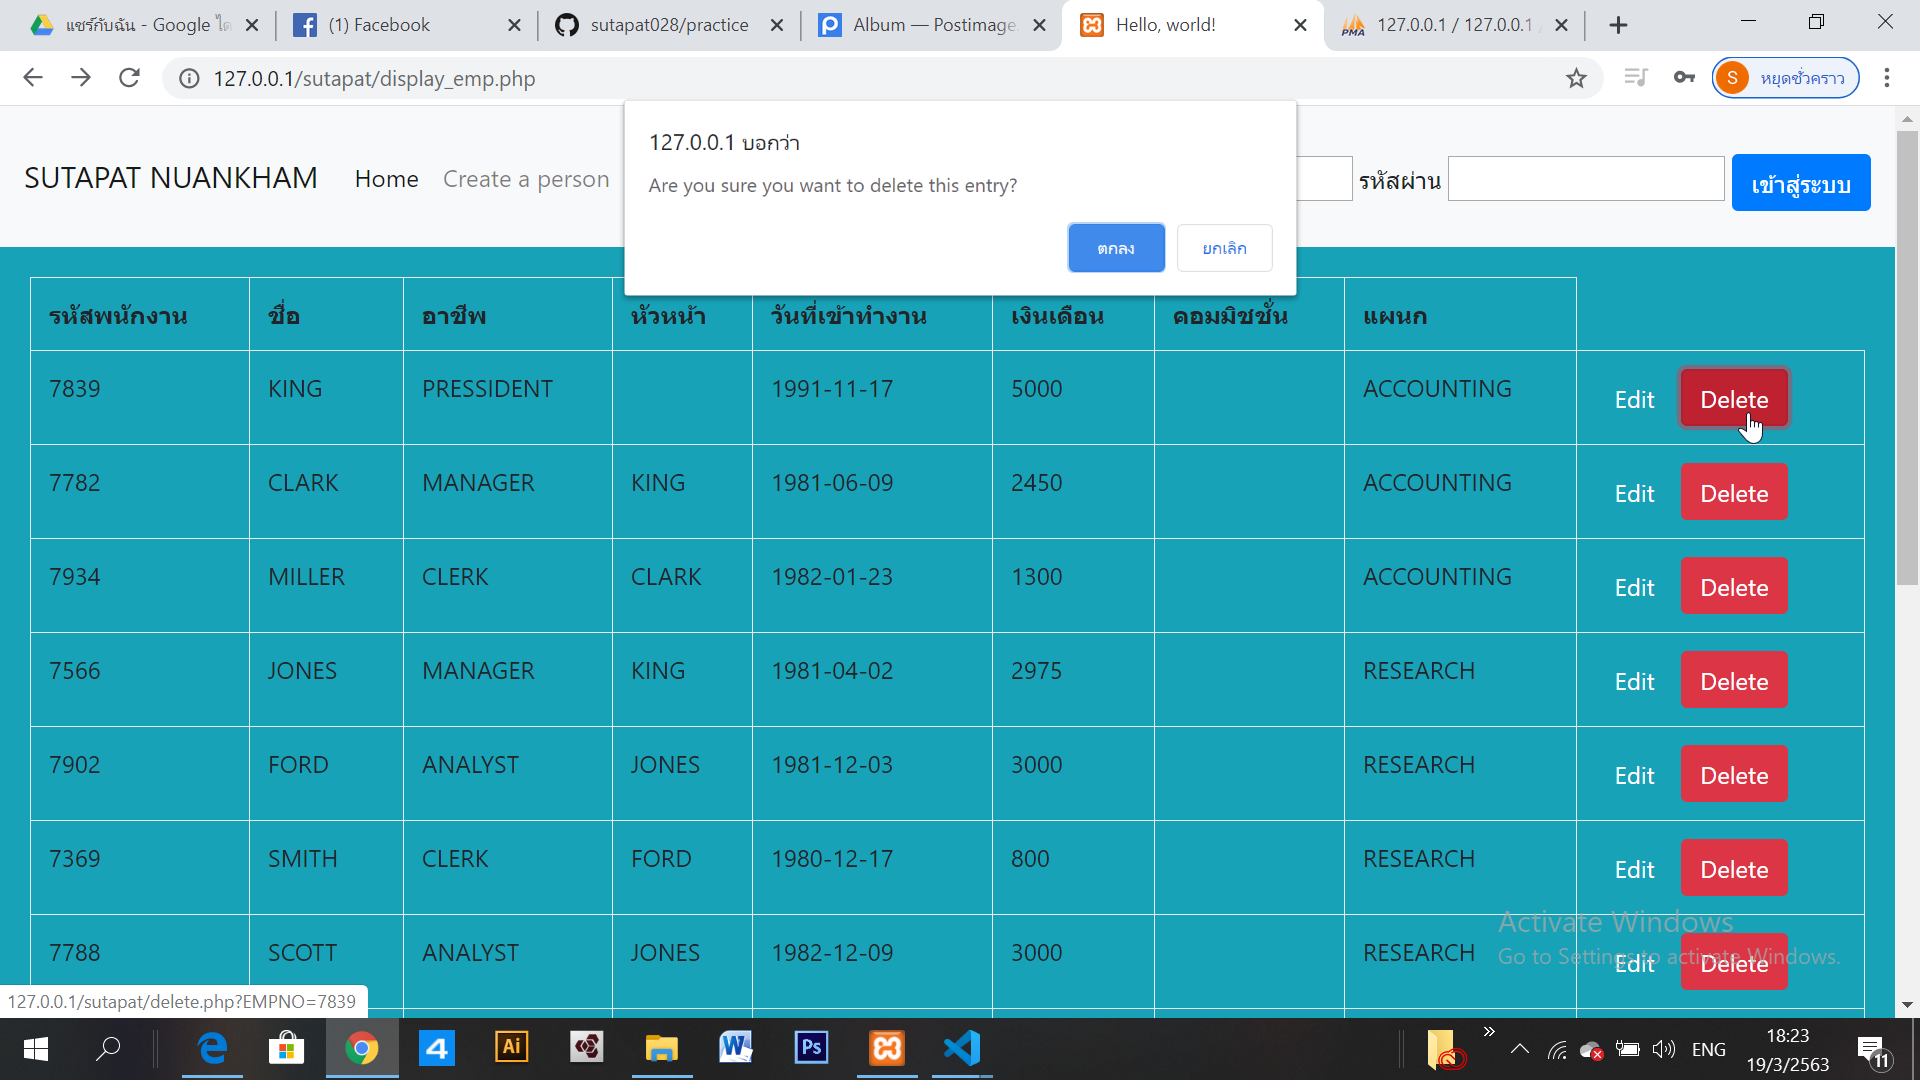 แชร์กับฉัน - Google ไ
(1) Facebook
sutapat028/practice
Album — Postimage
Hello, world!
127.0.0.1 / 127.0.0.1 /
127.0.0.1/sutapat/display_emp.php
S หยุดชั่วคราว
127.0.0.1 บอกว่า
Are you sure you want to delete this entry?
ตกลง ยกเลิก
SUTAPAT NUANKHAM Home Create a person รหัสผ่าน เข้าสู่ระบบ
รหัสพนักงาน ชื่อ อาชีพ หัวหน้า วันที่เข้าทำงาน เงินเดือน คอมมิชชั่น แผนก
7839 KING PRESSIDENT 1991-11-17 5000 ACCOUNTING Edit Delete
7782 CLARK MANAGER KING 1981-06-09 2450 ACCOUNTING Edit Delete
7934 MILLER CLERK CLARK 1982-01-23 1300 ACCOUNTING Edit Delete
7566 JONES MANAGER KING 1981-04-02 2975 RESEARCH Edit Delete
7902 FORD ANALYST JONES 1981-12-03 3000 RESEARCH Edit Delete
7369 SMITH CLERK FORD 1980-12-17 800 RESEARCH Edit Delete
7788 SCOTT ANALYST JONES 1982-12-09 3000 RESEARCH Edit Delete
Activate Windows
Go to Settings to activate Windows.
127.0.0.1/sutapat/delete.php?EMPNO=7839
ENG
18:23
19/3/2563
11